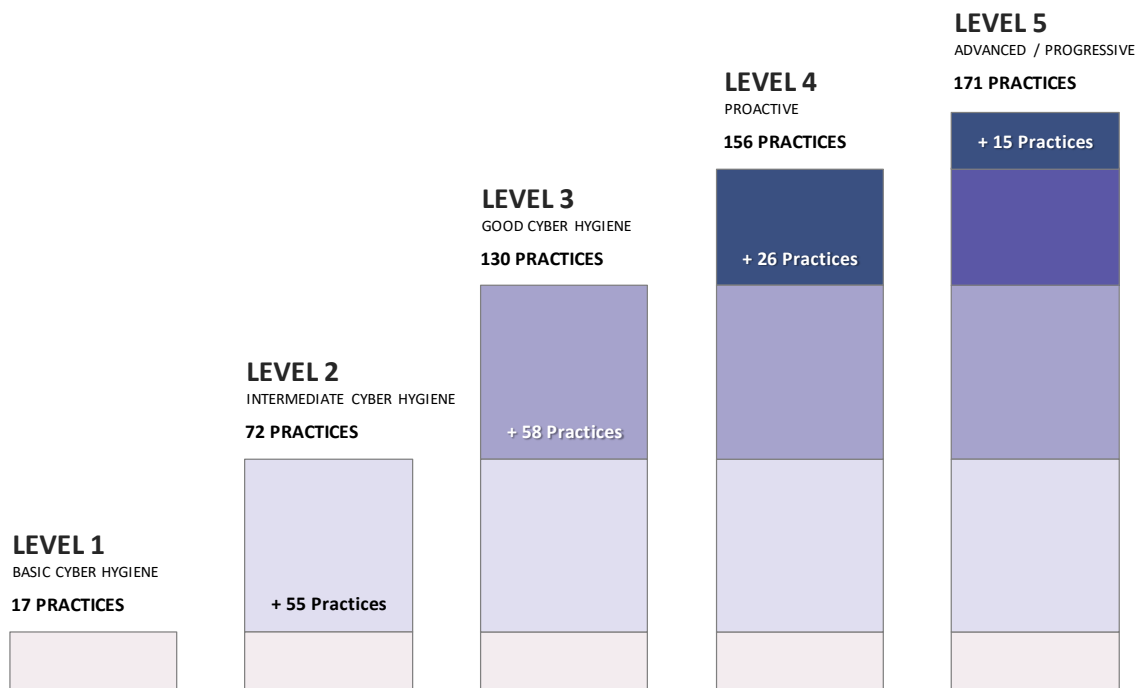 LEVEL 1
BASIC CYBER HYGIENE
17 PRACTICES
LEVEL 2
INTERMEDIATE CYBER HYGIENE
72 PRACTICES
+ 55 Practices
LEVEL 3
GOOD CYBER HYGIENE
130 PRACTICES
+ 58 Practices
LEVEL 4
PROACTIVE
156 PRACTICES
+ 26 Practices
LEVEL 5
ADVANCED / PROGRESSIVE
171 PRACTICES
+ 15 Practices